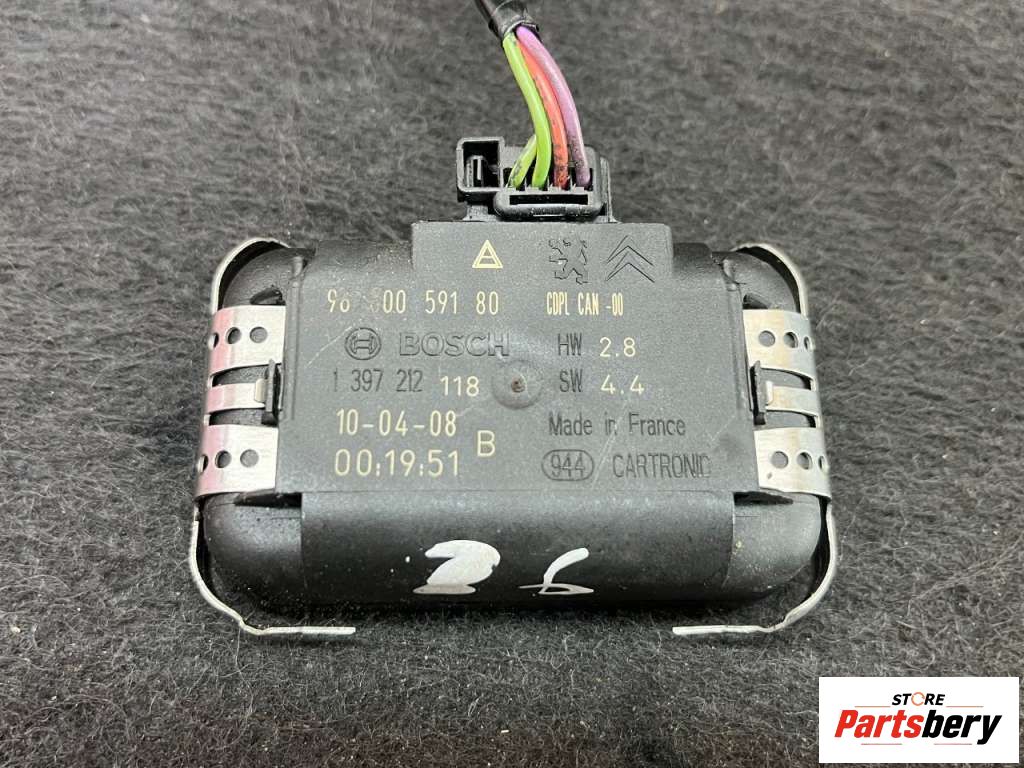 00 591 80 CDPL CAN -00
BOSCH HW 2.8
1 397 212 118 SW 4.4
10-04-08 B Made in France
00:19:51 944 CARTRONIC
STORE
Partsbery